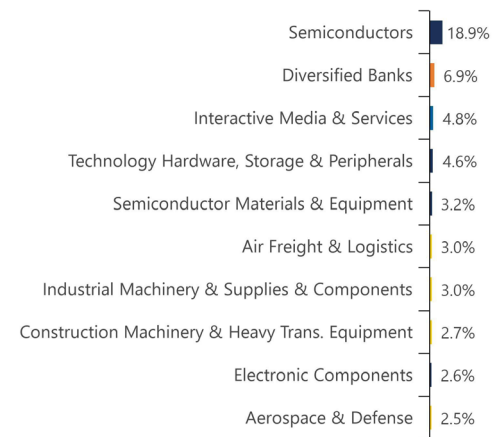 Semiconductors 18.9%
Diversified Banks 6.9%
Interactive Media & Services 4.8%
Technology Hardware, Storage & Peripherals 4.6%
Semiconductor Materials & Equipment 3.2%
Air Freight & Logistics 3.0%
Industrial Machinery & Supplies & Components 3.0%
Construction Machinery & Heavy Trans. Equipment 2.7%
Electronic Components 2.6%
Aerospace & Defense 2.5%